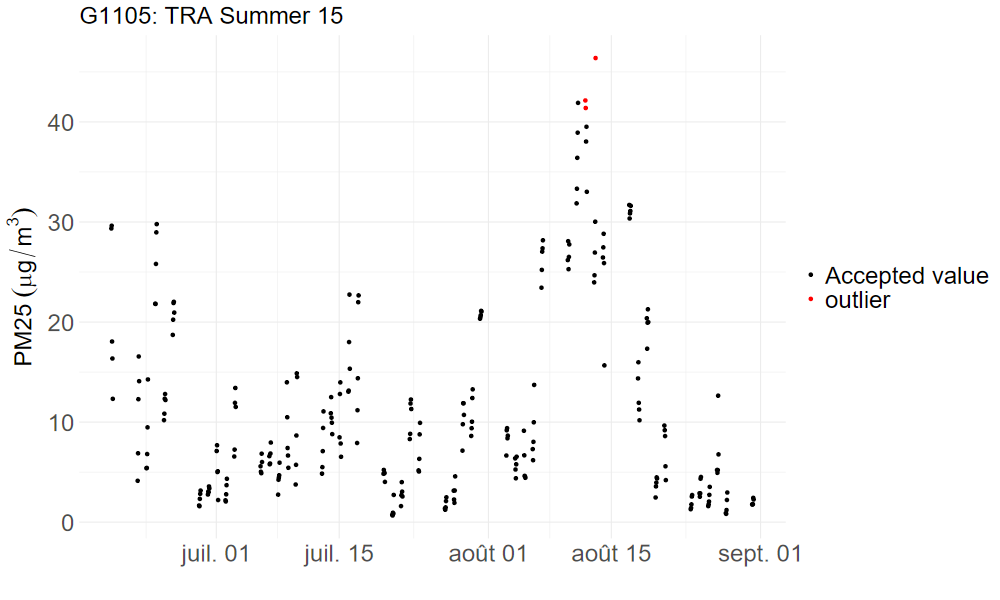 G1105: TRA Summer 15
PM25 (μg/m³)
40
30
20
10
0
juil. 01 juil. 15 août 01 août 15 sept. 01
Accepted value
outlier